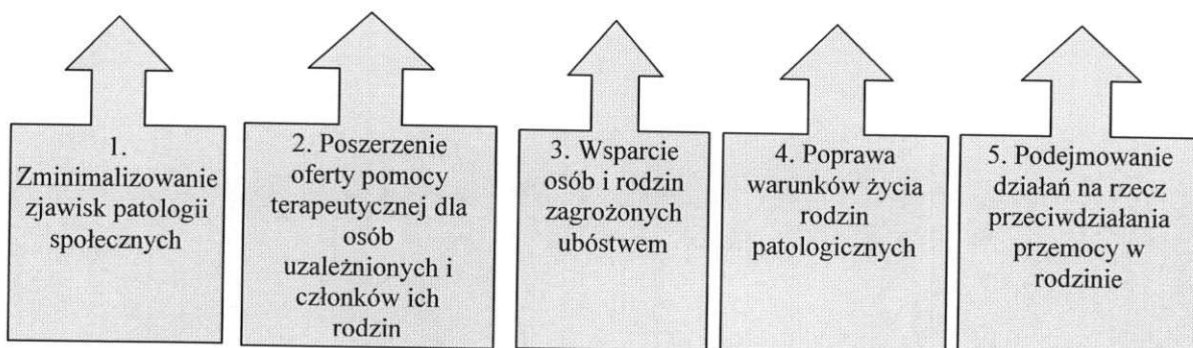 1.
Zminimalizowanie
zjawisk patologii
społecznych
2. Poszerzenie
oferty pomocy
terapeutycznej dla
osób
uzależnionych i
członków ich
rodzin
3. Wsparcie
osób i rodzin
zagrożonych
ubóstwem
4. Poprawa
warunków życia
rodzin
patologicznych
5. Podejmowanie
działań na rzecz
przeciwdziałania
przemocy w
rodzinie